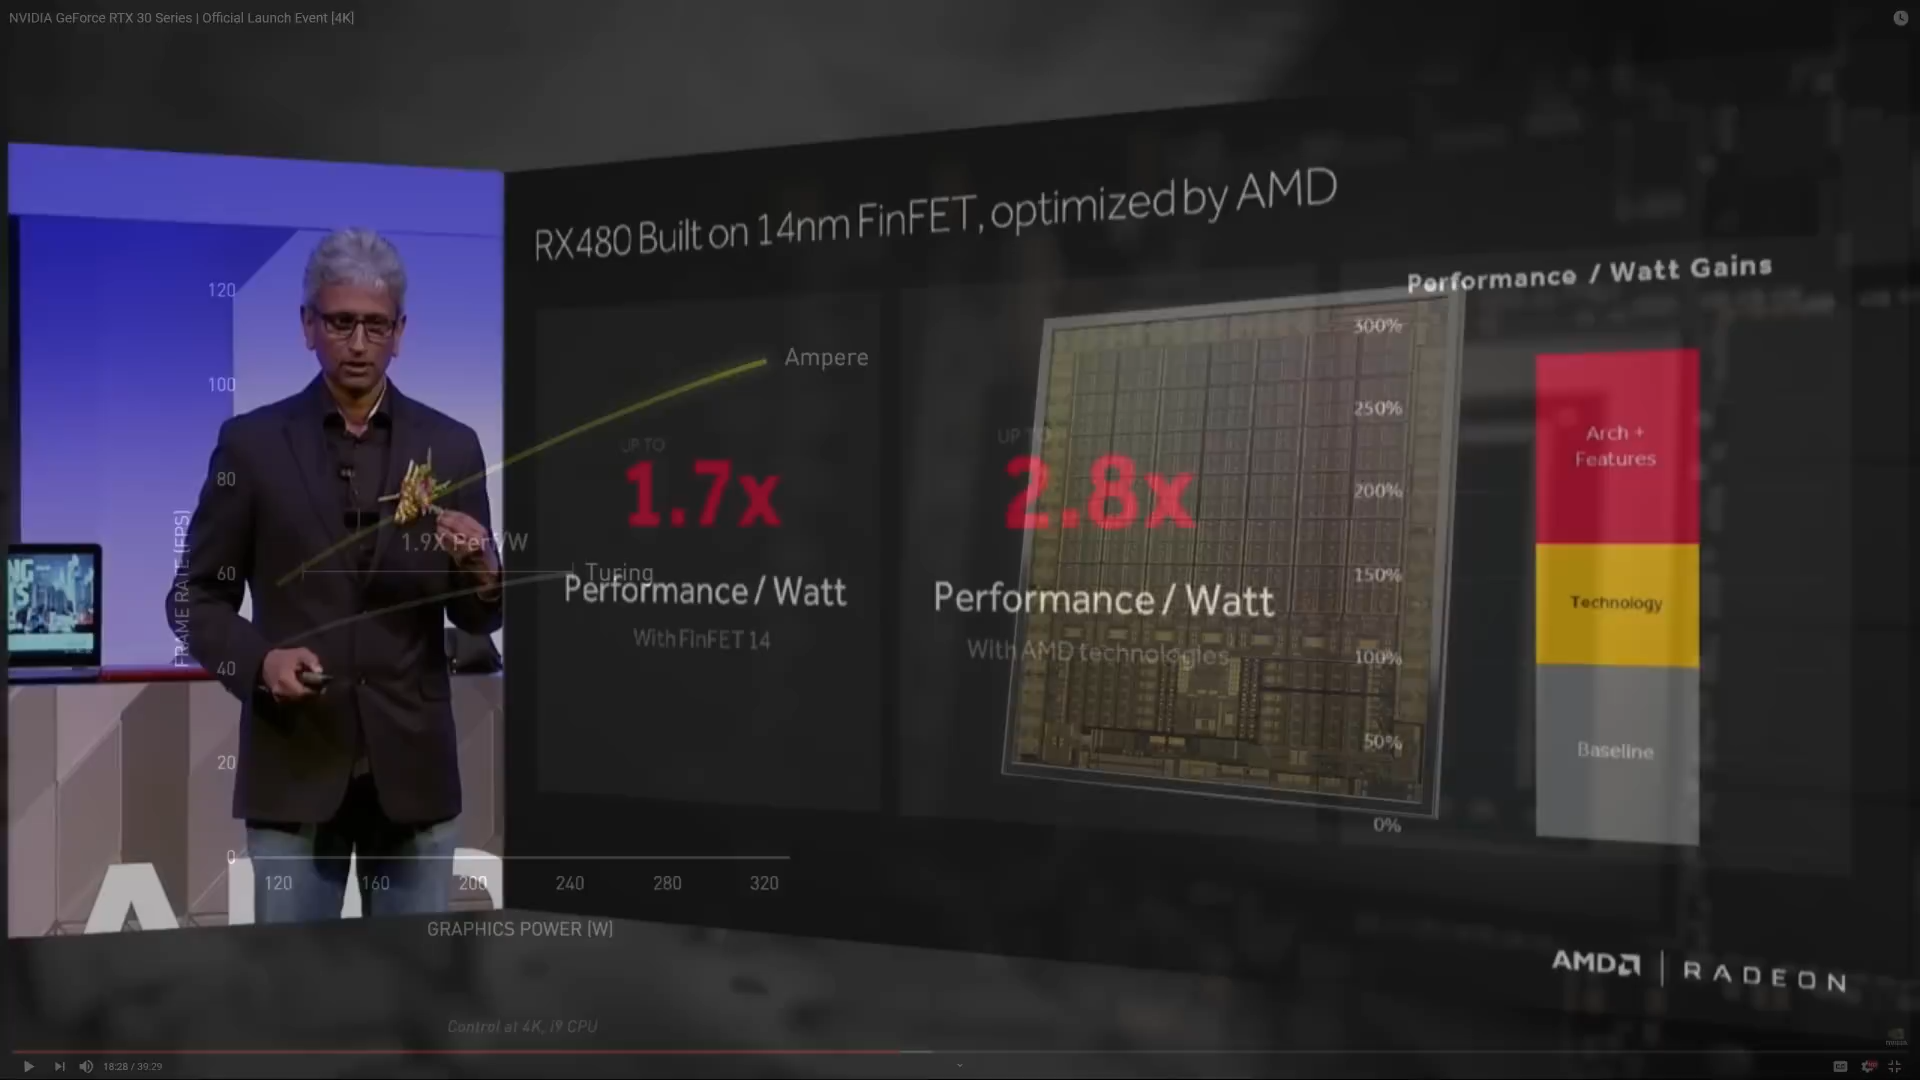 NVIDIA GeForce RTX 30 Series | Official Launch Event [4K]
RX480 Built on 14nm FinFET, optimized by AMD
Performance / Watt Gains
120
100
80
60
40
20
0
FRAME RATE (FPS)
Ampere
1.9X Perf/W
Turing
120
160
200
240
280
320
GRAPHICS POWER (W)
Control at 4K, i9 CPU
UP TO
1.7x
Performance / Watt
With FinFET 14
UP TO
2.8x
Performance / Watt
With AMD technologies
300%
250%
200%
150%
100%
50%
0%
Arch +
Features
Technology
Baseline
AMD | RADEON
NVIDIA
18:28 / 39:29